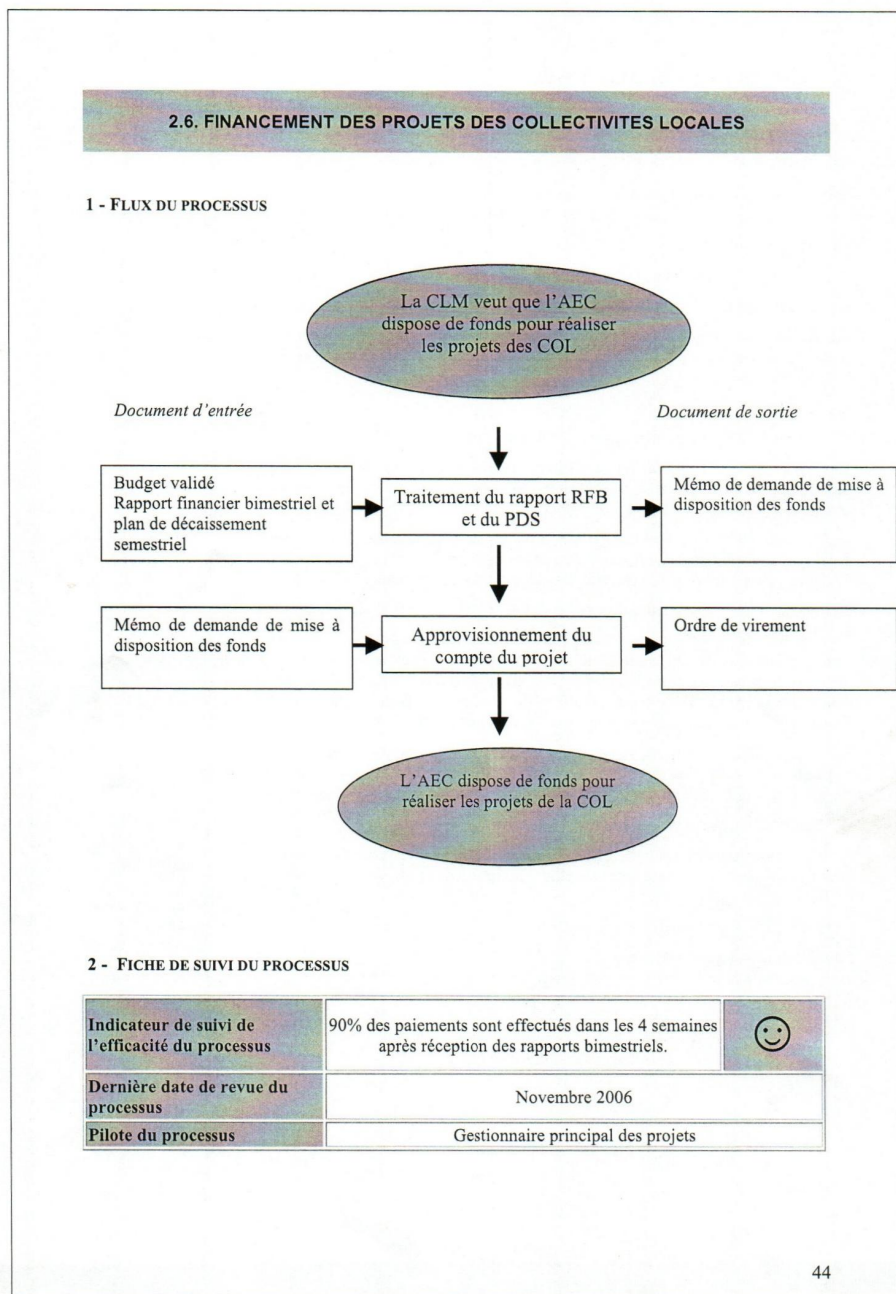 2.6. FINANCEMENT DES PROJETS DES COLLECTIVITES LOCALES
1 - FLUX DU PROCESSUS
La CLM veut que l'AEC
dispose de fonds pour réaliser
les projets des COL
Document d'entrée
Document de sortie
Budget validé
Rapport financier bimestriel et
plan de décaissement
semestriel
Traitement du rapport RFB
et du PDS
Mémo de demande de mise à
disposition des fonds
Mémo de demande de mise à
disposition des fonds
Approvisionnement du
compte du projet
Ordre de virement
L'AEC dispose de fonds pour
réaliser les projets de la COL
2 - FICHE DE SUIVI DU PROCESSUS
Indicateur de suivi de
l'efficacité du processus
90% des paiements sont effectués dans les 4 semaines
après réception des rapports bimestriels.
Dernière date de revue du
processus
Novembre 2006
Pilote du processus
Gestionnaire principal des projets
44